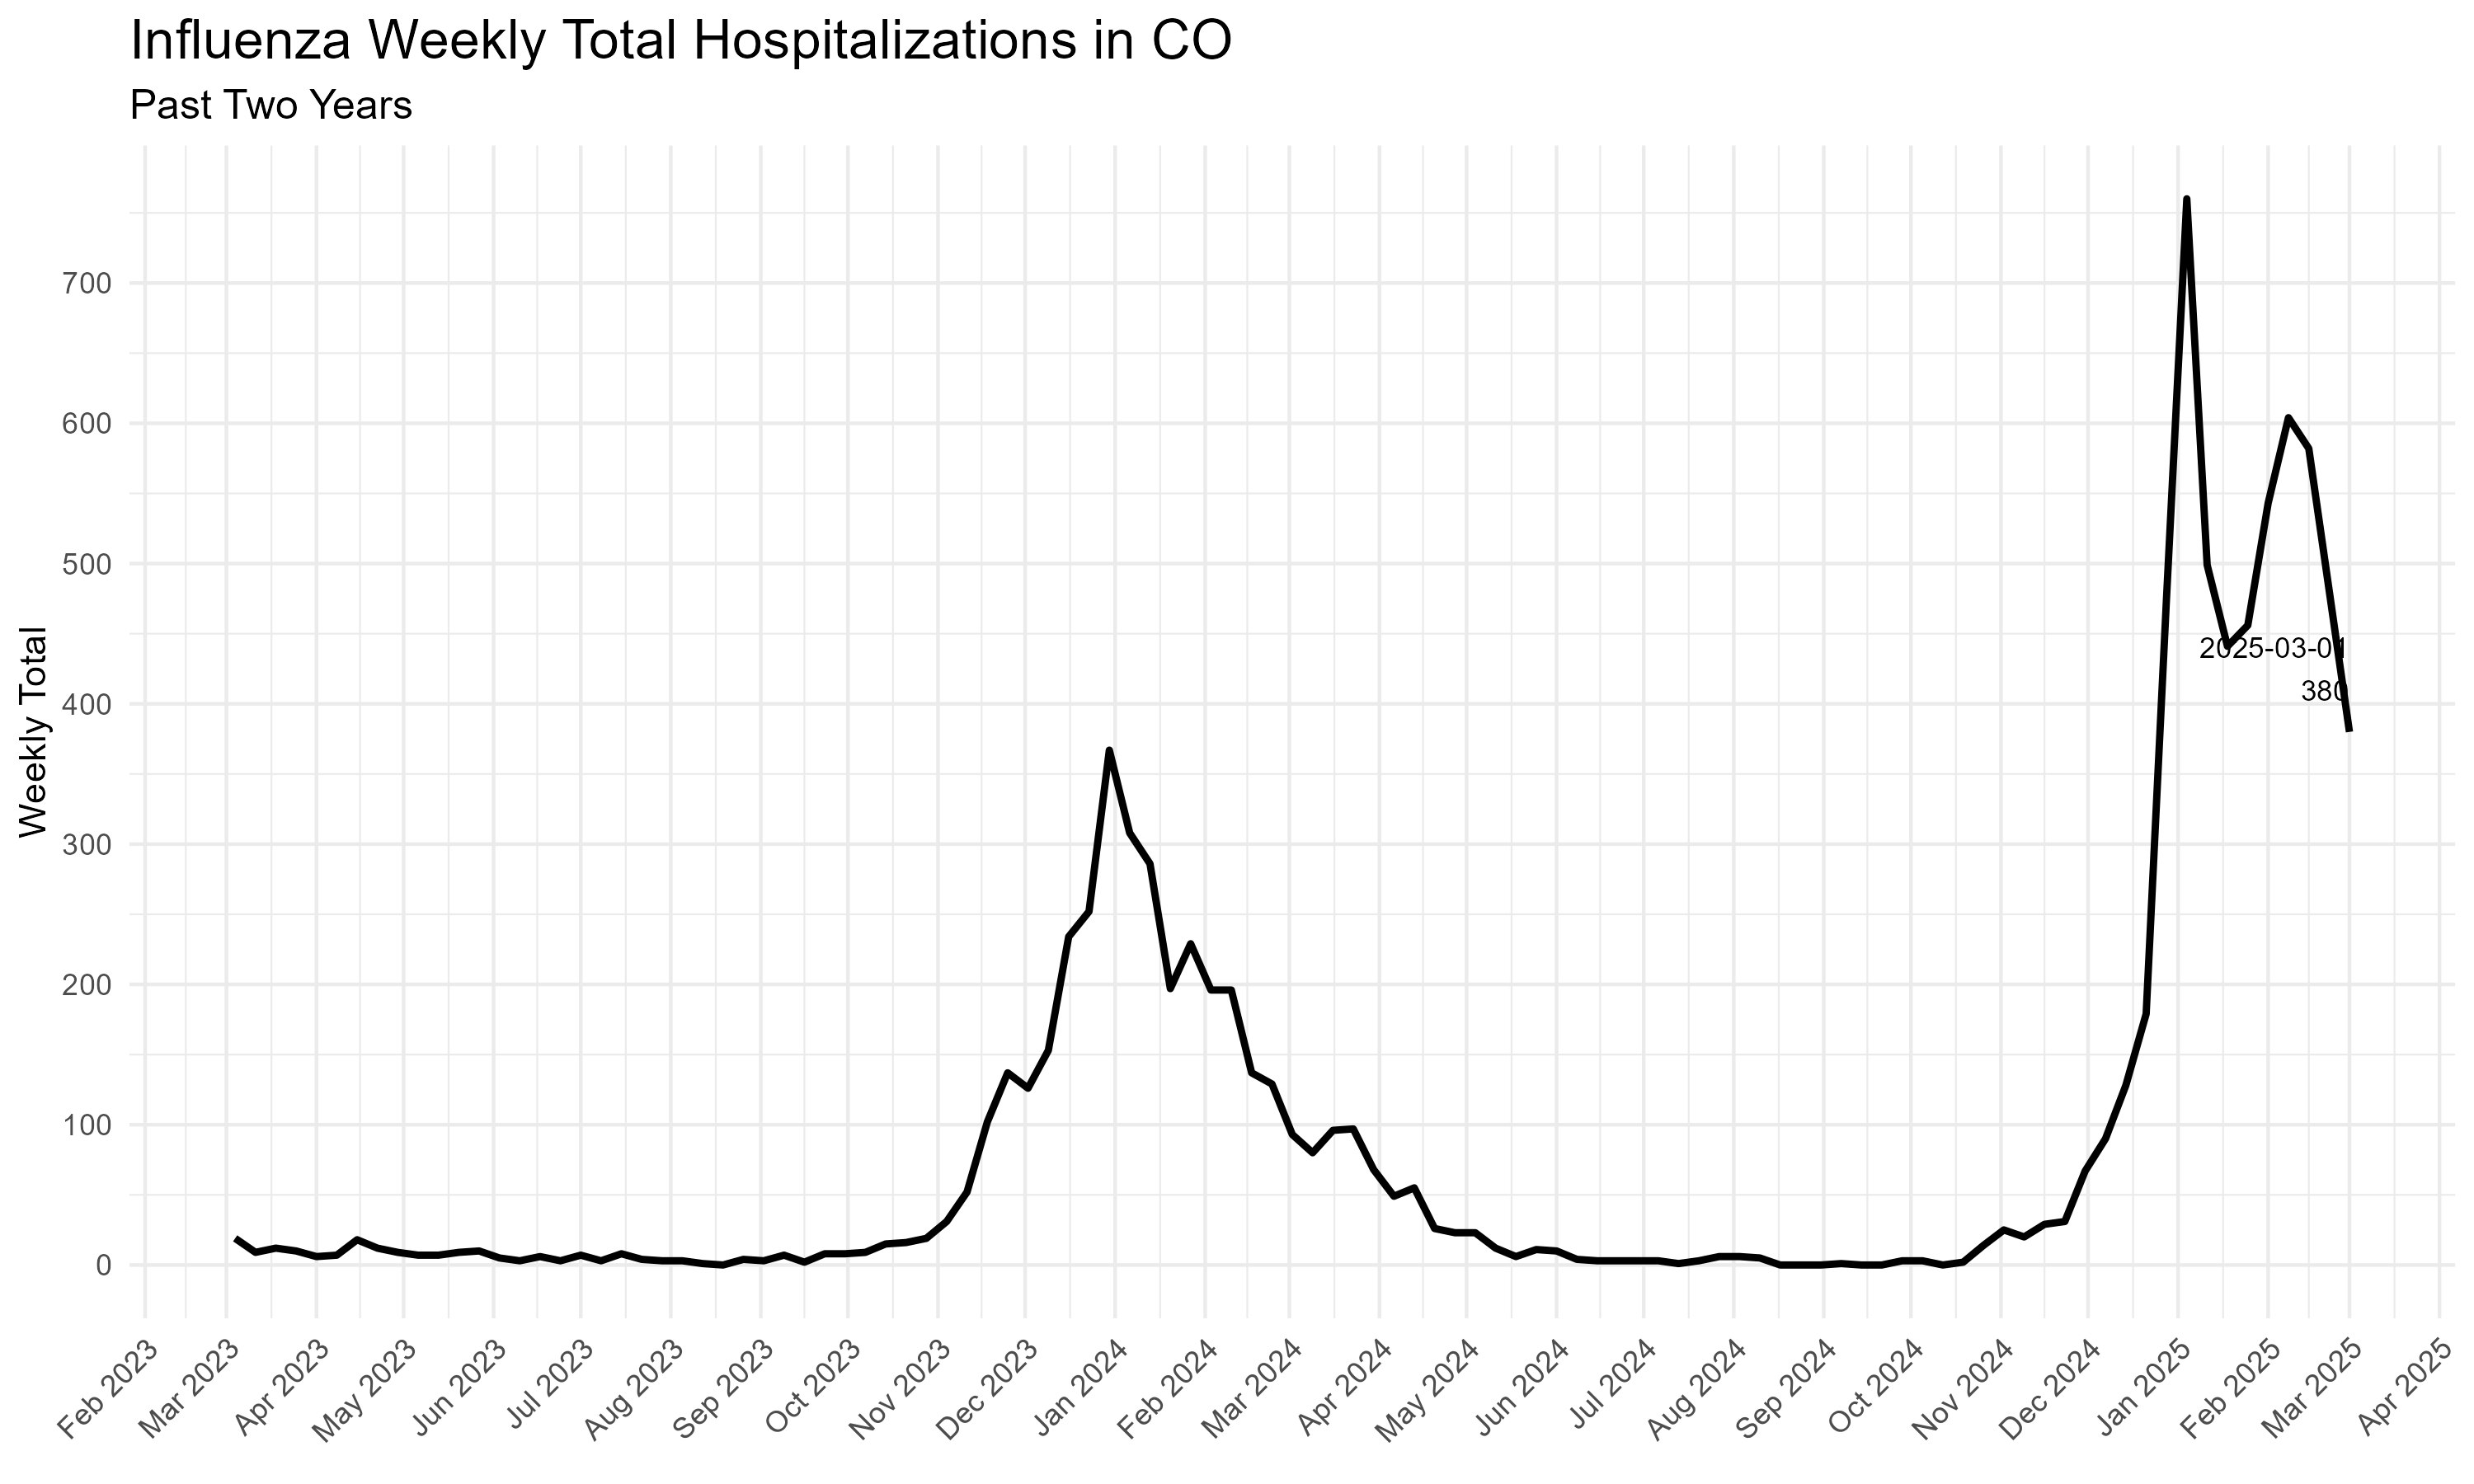 Influenza Weekly Total Hospitalizations in CO
Past Two Years
Weekly Total
700
600
500
400
300
200
100
0
2025-03-01
380
Feb 2023
Mar 2023
Apr 2023
May 2023
Jun 2023
Jul 2023
Aug 2023
Sep 2023
Oct 2023
Nov 2023
Dec 2023
Jan 2024
Feb 2024
Mar 2024
Apr 2024
May 2024
Jun 2024
Jul 2024
Aug 2024
Sep 2024
Oct 2024
Nov 2024
Dec 2024
Jan 2025
Feb 2025
Mar 2025
Apr 2025